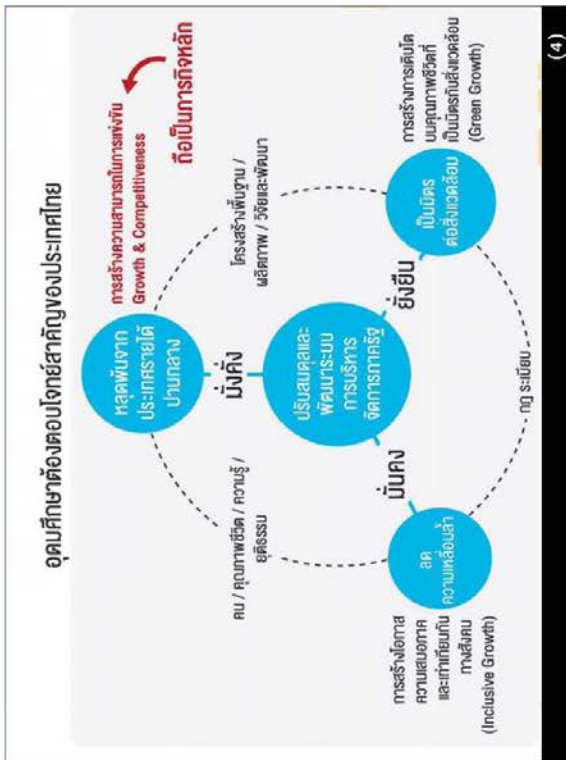 อุดมศึกษาต้องตอบโจทย์สาคัญของประเทศไทย
การสร้างความสามารถในการแข่งขัน
Growth & Competitiveness
ถือเป็นภารกิจหลัก
หลุดพ้นจาก
ประเทศรายได้
ปานกลาง
มั่งคั่ง
คน / คุณภาพชีวิต / ความรู้ /
ยุติธรรม
โครงสร้างพื้นฐาน /
ผลิตภาพ / วิจัยและพัฒนา
ปรับสมดุลและ
พัฒนาระบบ
การบริหาร
จัดการภาครัฐ
มั่นคง
ยั่งยืน
ลด
ความเหลื่อมล้ำ
การสร้างโอกาส
ความเสมอภาค
และเท่าเทียมกัน
ทางสังคม
(Inclusive Growth)
กฎ ระเบียบ
เป็นมิตร
ต่อสิ่งแวดล้อม
การสร้างการเติบโต
บนคุณภาพชีวิตที่
เป็นมิตรกับสิ่งแวดล้อม
(Green Growth)
(4)